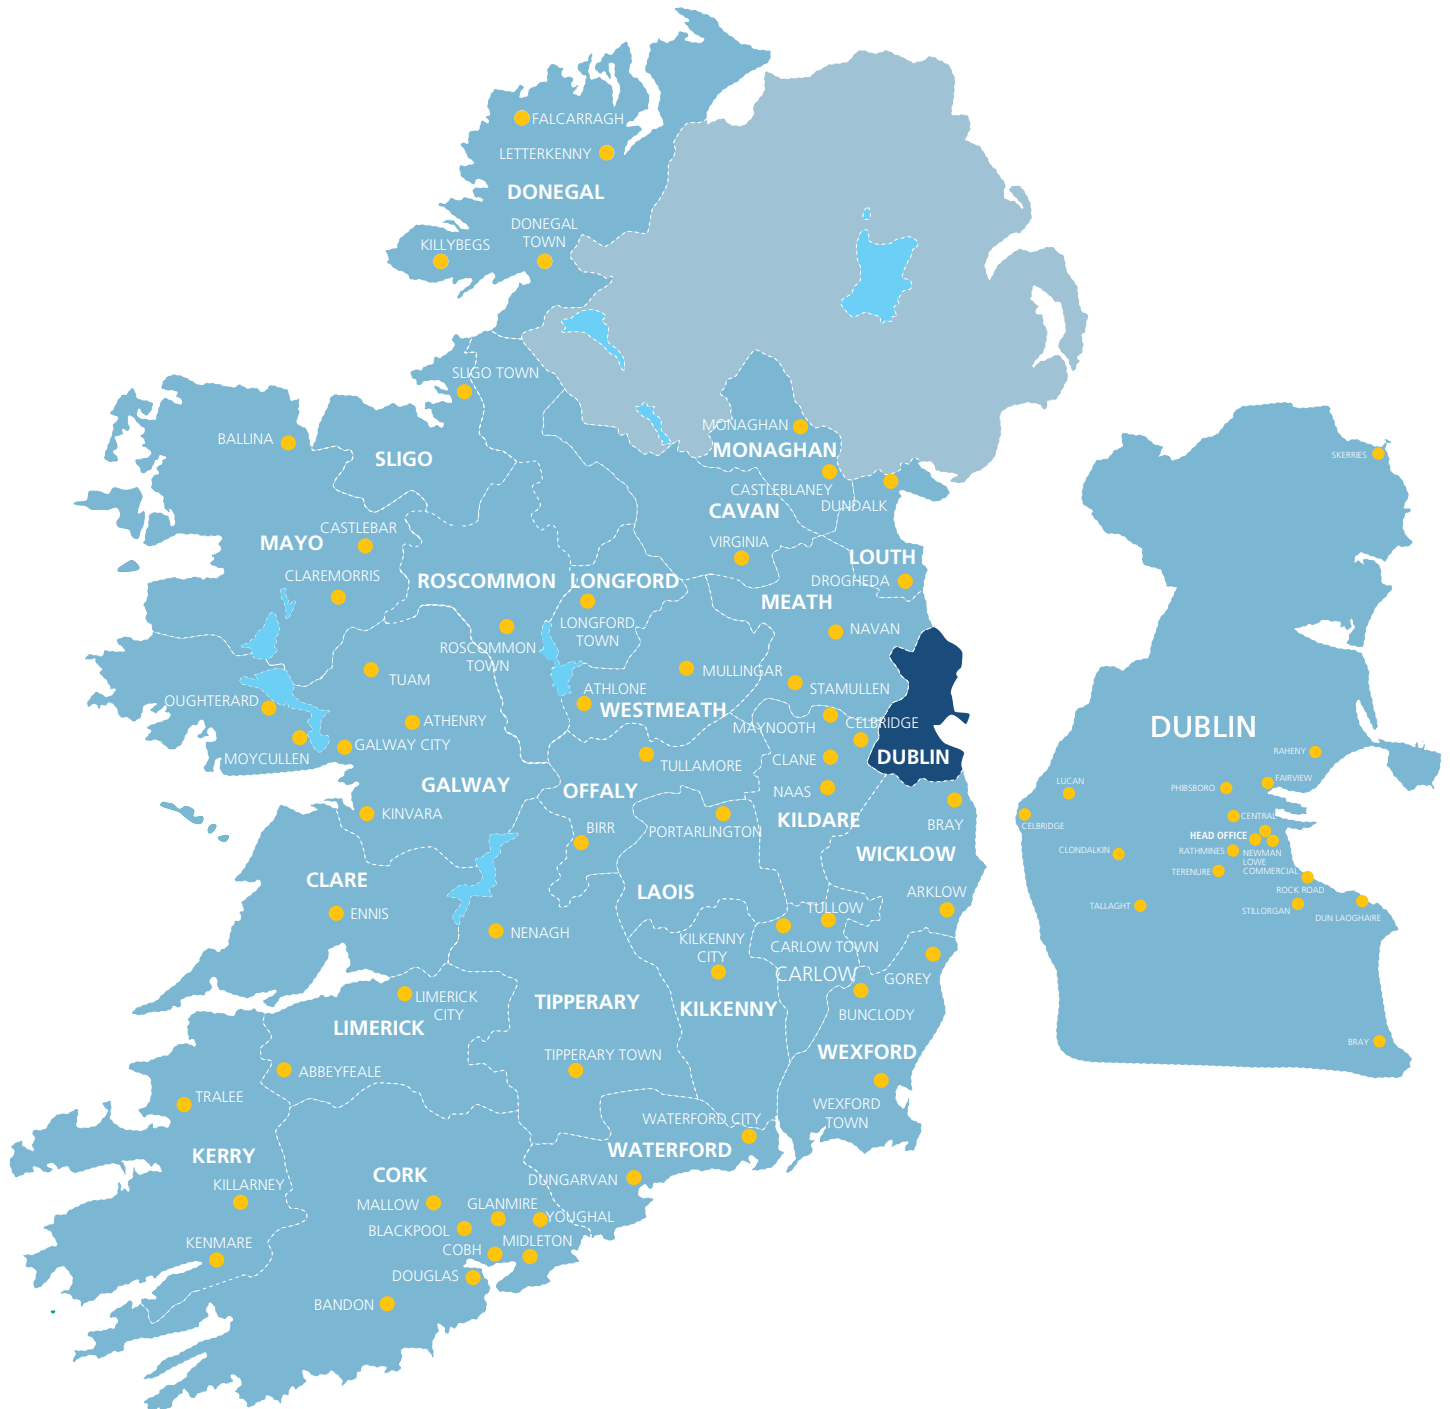 FALCARRAGH
LETTERKENNY
DONEGAL
DONEGAL
TOWN
KILLYBEGS
SLIGO TOWN
BALLINA
SLIGO
MONAGHAN
MONAGHAN
CASTLEBLANEY
DUNDALK
CAVAN
VIRGINIA
LOUTH
DROGHEDA
CASTLEBAR
MAYO
CLAREMORRIS
ROSCOMMON
LONGFORD
LONGFORD
TOWN
MEATH
NAVAN
ROSCOMMON
TOWN
TUAM
MULLINGAR
STAMULLEN
OUGHTERARD
ATHLONE
WESTMEATH
ATHENRY
MOYCULLEN
GALWAY CITY
MAYNOOTH
CELBRIDGE
TULLAMORE
CLANE
DUBLIN
GALWAY
OFFALY
NAAS
KINVARA
BIRR
PORTARLINGTON
KILDARE
BRAY
WICKLOW
CLARE
LAOIS
ARKLOW
ENNIS
TULLOW
NENAGH
KILKENNY
CITY
CARLOW TOWN
CARLOW
GOREY
LIMERICK
CITY
TIPPERARY
KILKENNY
BUNCLODY
LIMERICK
WEXFORD
TIPPERARY TOWN
ABBEYFEALE
TRALEE
WEXFORD
TOWN
WATERFORD CITY
WATERFORD
KERRY
CORK
DUNGARVAN
KILLARNEY
MALLOW
GLANMIRE
YOUGHAL
BLACKPOOL
KENMARE
COBH
MIDLETON
DOUGLAS
BANDON
SKERRIES
DUBLIN
RAHENY
LUCAN
FAIRVIEW
PHIBSBORO
CELBRIDGE
CENTRAL
HEAD OFFICE
CLONDALKIN
RATHMINES
NEWMAN
LOWE
COMMERCIAL
TERENURE
ROCK ROAD
TALLAGHT
STILLORGAN
DUN LAOGHAIRE
BRAY